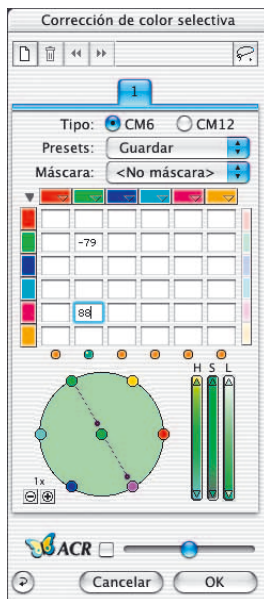 Corrección de color selectiva
1
Tipo: CM6 CM12
Presets: Guardar
Máscara: <No máscara>
-79
88
H S L
1x
ACR
Cancelar OK